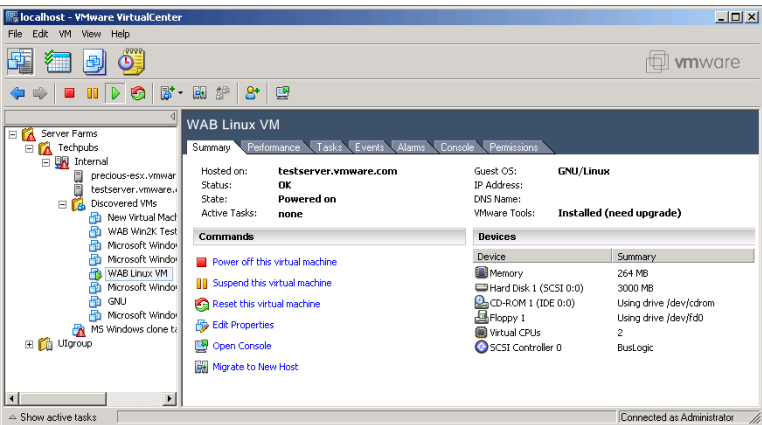 localhost - VMware VirtualCenter
File Edit VM View Help
vmware
Server Farms
Techpubs
Internal
precious-esx.vmwar
testserver.vmware.
Discovered VMs
New Virtual Mach
WAB Win2K Test
Microsoft Window
Microsoft Window
WAB Linux VM
Microsoft Window
GNU
Microsoft Window
MS Windows clone ta
UIgroup
WAB Linux VM
Summary Performance Tasks Events Alarms Console Permissions
Hosted on: testserver.vmware.com
Status: OK
State: Powered on
Active Tasks: none
Guest OS: GNU/Linux
IP Address:
DNS Name:
VMware Tools: Installed (need upgrade)
Commands
Power off this virtual machine
Suspend this virtual machine
Reset this virtual machine
Edit Properties
Open Console
Migrate to New Host
Devices
Device Summary
Memory 264 MB
Hard Disk 1 (SCSI 0:0) 3000 MB
CD-ROM 1 (IDE 0:0) Using drive /dev/cdrom
Floppy 1 Using drive /dev/fd0
Virtual CPUs 2
SCSI Controller 0 BusLogic
Show active tasks
Connected as Administrator